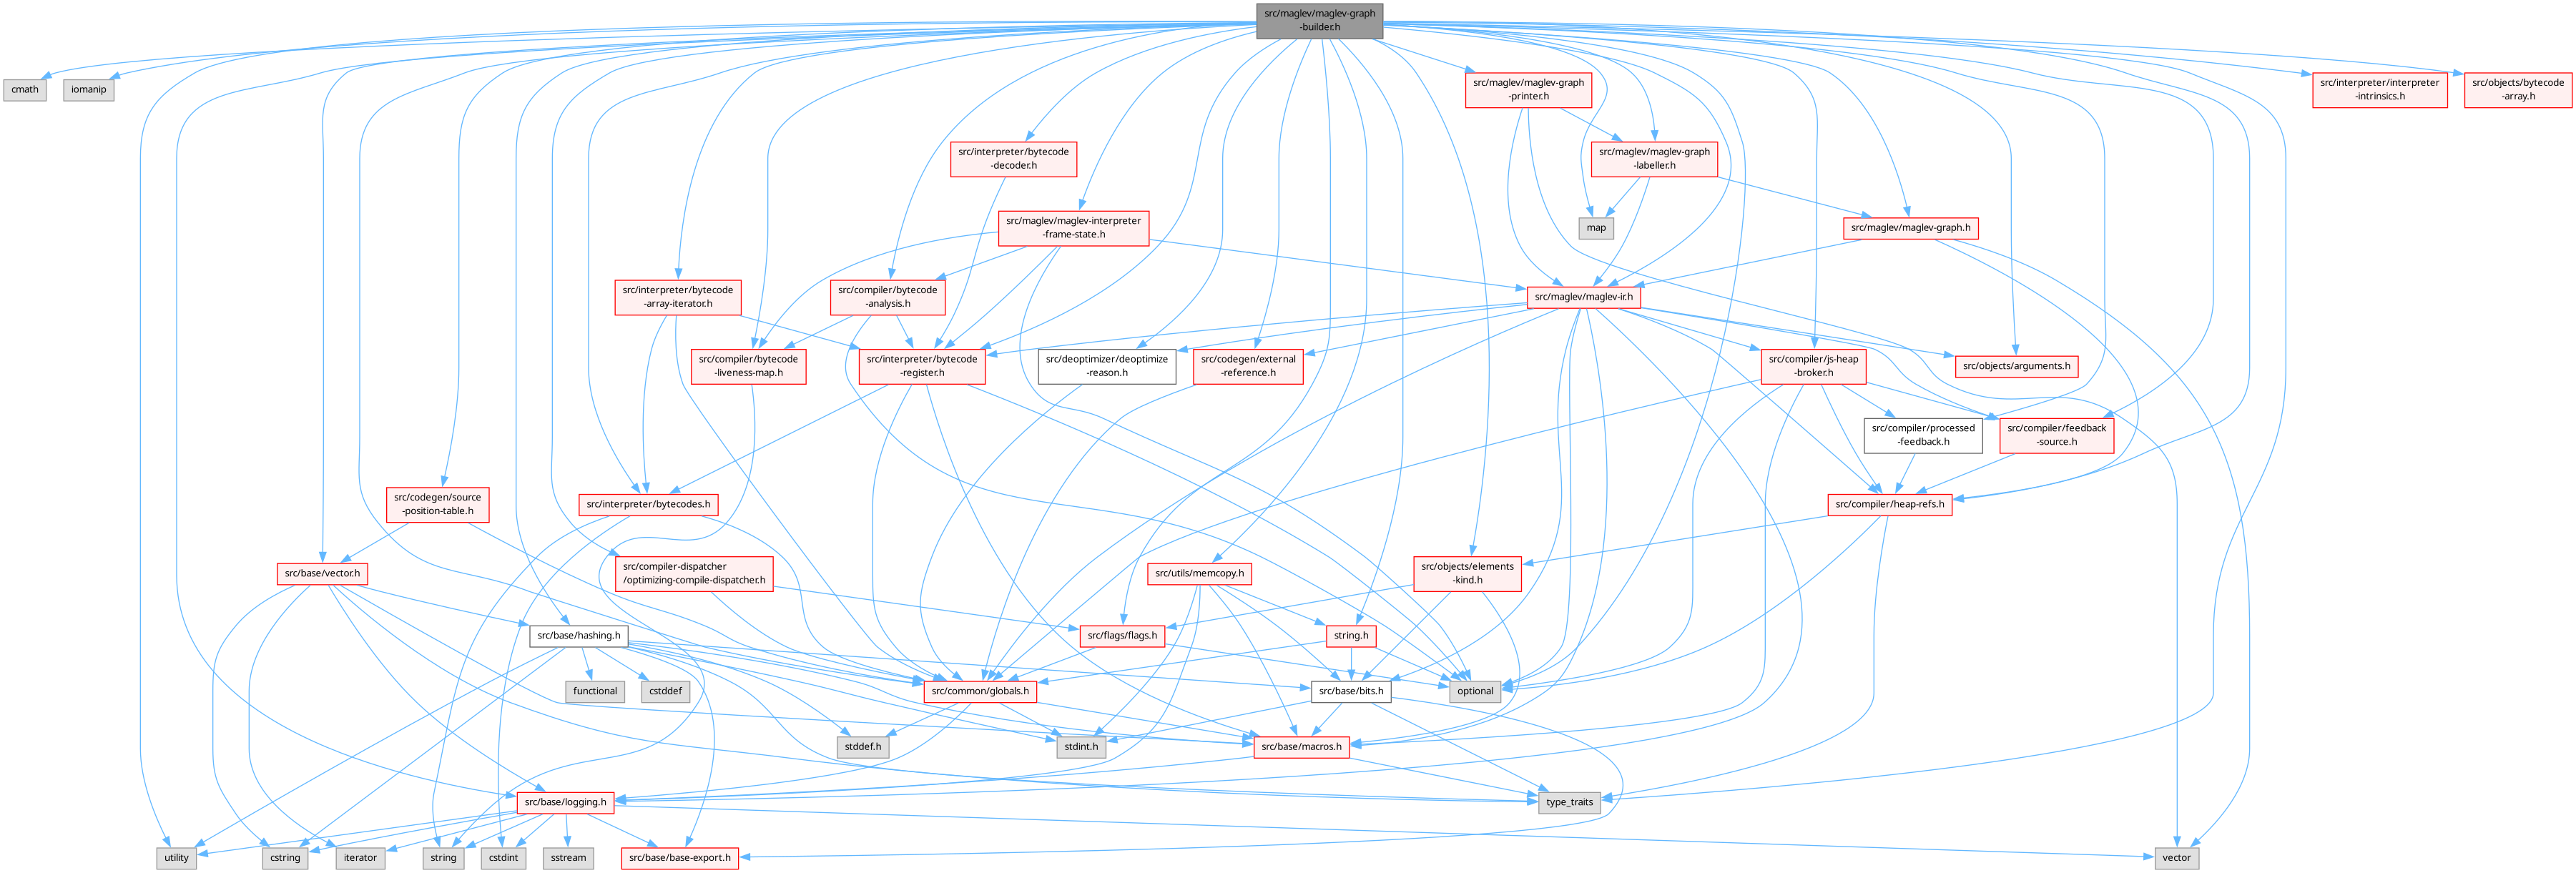 src/maglev/maglev-graph
-builder.h
cmath
iomanip
src/maglev/maglev-graph
-printer.h
src/interpreter/interpreter
-intrinsics.h
src/objects/bytecode
-array.h
src/interpreter/bytecode
-decoder.h
src/maglev/maglev-graph
-labeller.h
src/maglev/maglev-interpreter
-frame-state.h
map
src/maglev/maglev-graph.h
src/interpreter/bytecode
-array-iterator.h
src/compiler/bytecode
-analysis.h
src/maglev/maglev-ir.h
src/compiler/bytecode
-liveness-map.h
src/interpreter/bytecode
-register.h
src/deoptimizer/deoptimize
-reason.h
src/codegen/external
-reference.h
src/compiler/js-heap
-broker.h
src/objects/arguments.h
src/compiler/processed
-feedback.h
src/compiler/feedback
-source.h
src/codegen/source
-position-table.h
src/interpreter/bytecodes.h
src/compiler/heap-refs.h
src/base/vector.h
src/compiler-dispatcher
/optimizing-compile-dispatcher.h
src/utils/memcopy.h
src/objects/elements
-kind.h
src/base/hashing.h
src/flags/flags.h
string.h
functional
cstddef
src/common/globals.h
src/base/bits.h
optional
stddef.h
stdint.h
src/base/macros.h
src/base/logging.h
type_traits
utility
cstring
iterator
string
cstdint
sstream
src/base/base-export.h
vector